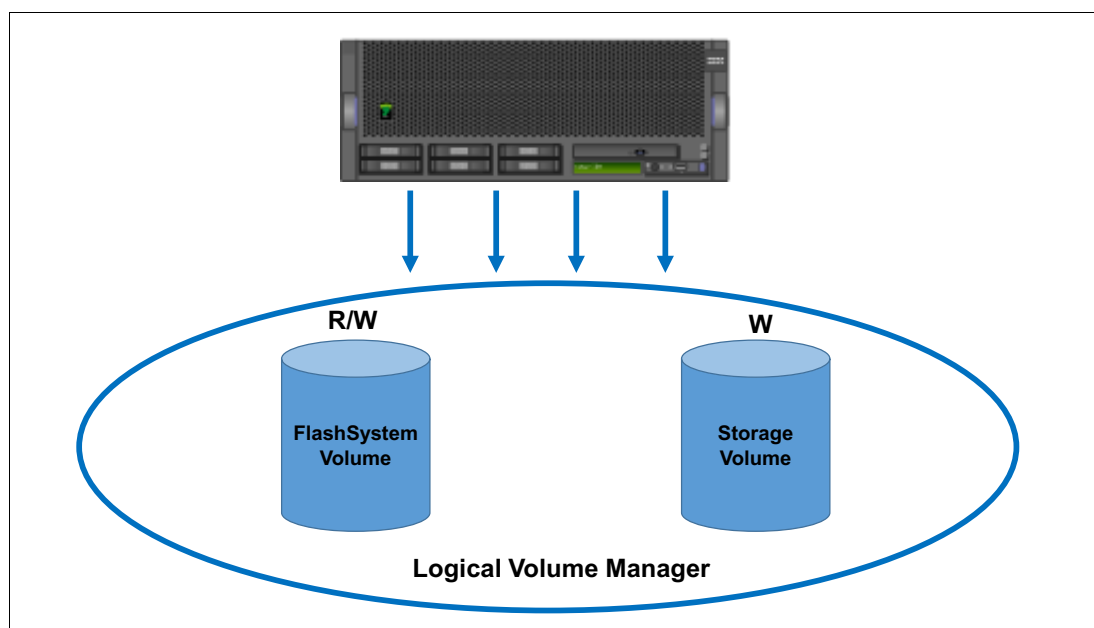 R/W
W
FlashSystem
Volume
Storage
Volume
Logical Volume Manager